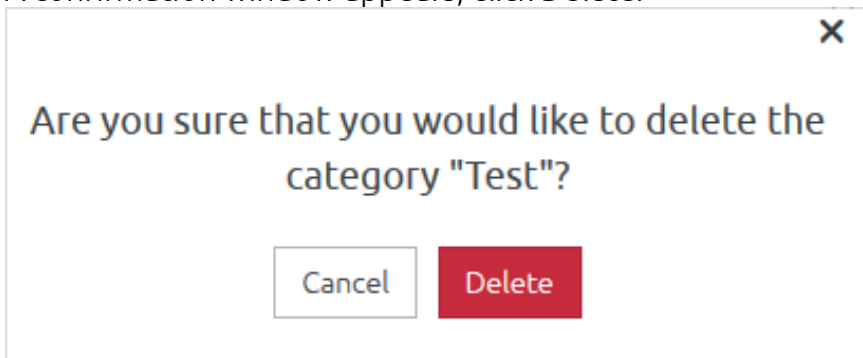 Are you sure that you would like to delete the
category "Test"?
Cancel
Delete